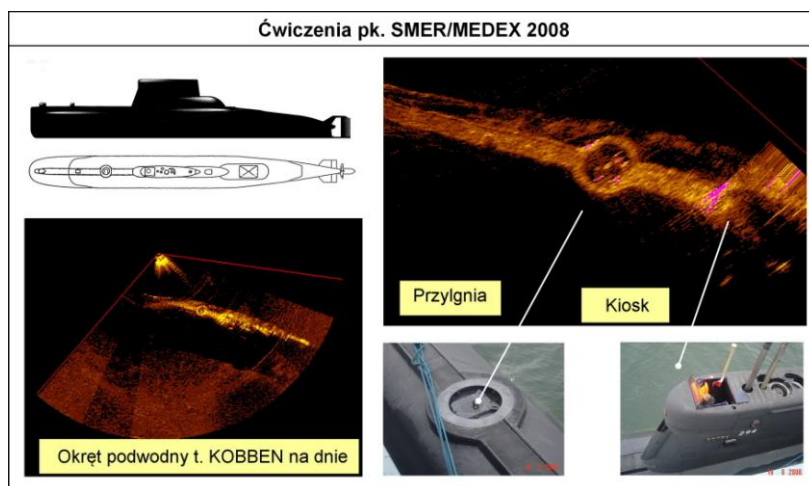 Ćwiczenia pk. SMER/MEDEX 2008
Przylgnia
Kiosk
Okręt podwodny t. KOBBEN na dnie